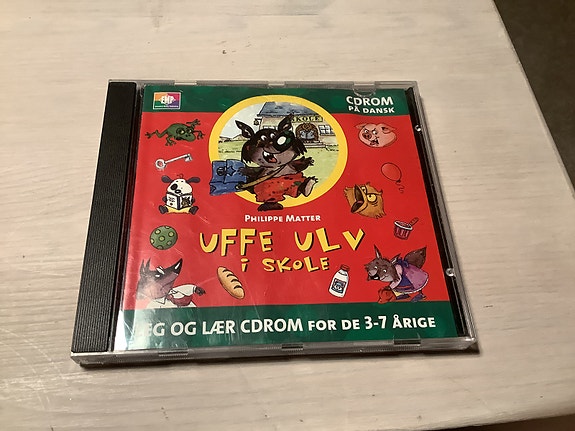 CDROM
PÅ DANSK
SKOLE
PHILIPPE MATTER
UFFE ULV
i SKOLE
LEG OG LÆR CDROM FOR DE 3-7 ÅRIGE